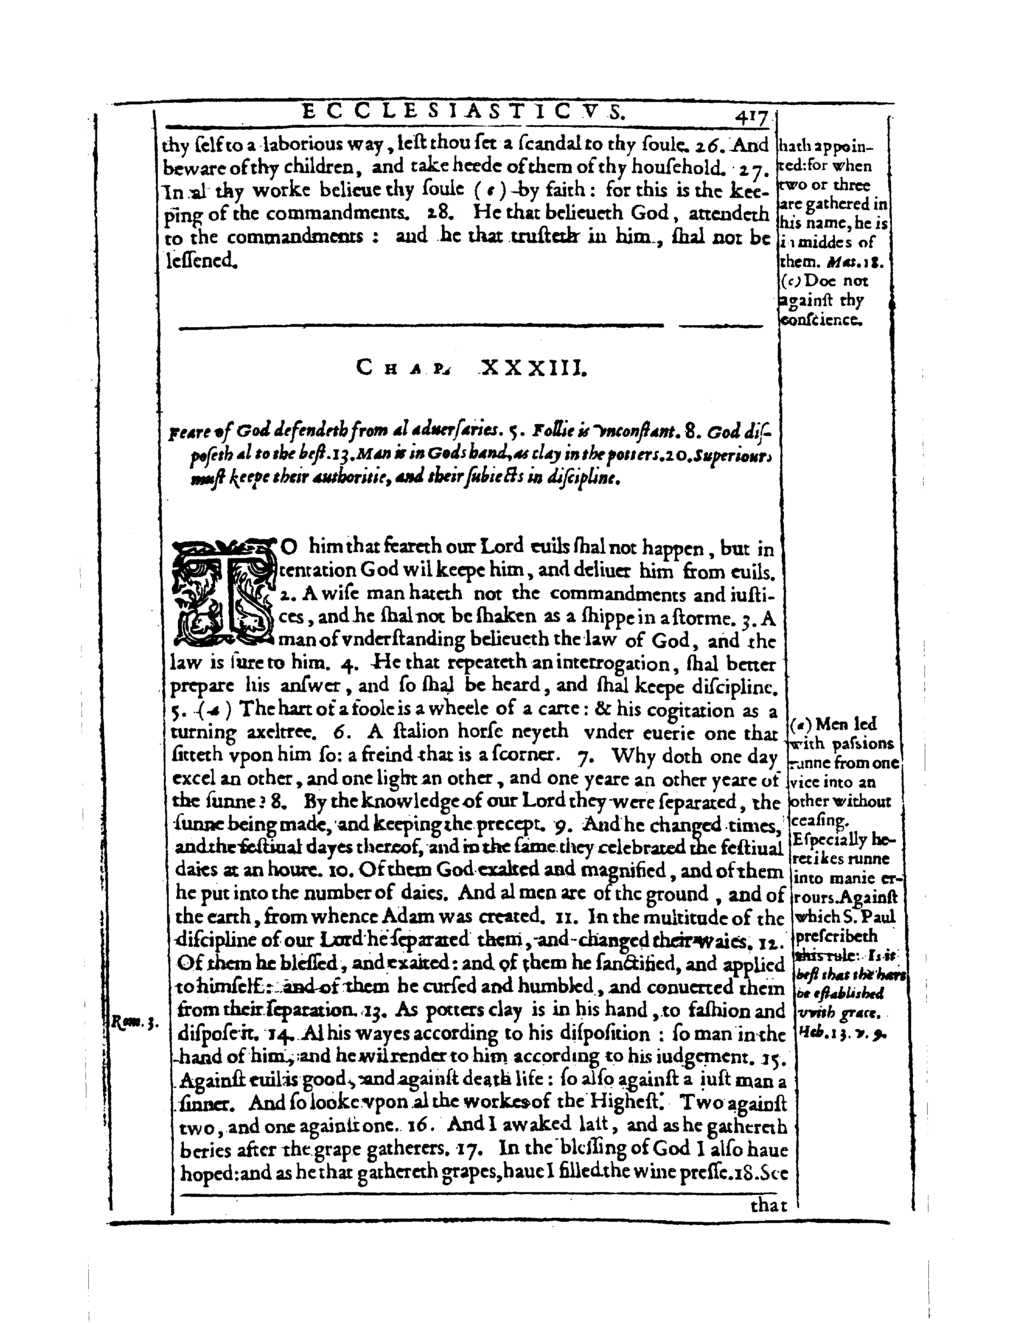 ECCLESIASTICVS. 417
thy ſelf to a laborious way, leſt thou ſet a ſcandal to thy ſoule. 26. And
beware of thy children, and take heede of them of thy houſehold. 27.
In al thy worke belieue thy ſoule (c) by faith: for this is the kee-
ping of the commandments. 28. He that belieueth God, attendeth
to the commandments: and he that truſteth in him, ſhal not be
leſſened.
hath appoin-
ted: for when
two or three
are gathered in
his name, he is
in middes of
them. Mat. 18.
(c) Doe not
againſt thy
conſcience.
CHAP. XXXIII.
Feare of God defendeth from al aduerſaries. 5. Follie is vnconſtant. 8. God diſ-
poſeth al to the beſt. 13. Man is in Gods hand, as clay in the potters. 20. Superiours
muſt keepe their authoritie, and their ſubiects in diſcipline.
TO him that feareth our Lord euils ſhal not happen, but in
tentation God wil keepe him, and deliuer him from euils.
2. A wiſe man hateth not the commandments and iuſti-
ces, and he ſhal not be ſhaken as a ſhippe in a ſtorme. 3. A
man of vnderſtanding belieueth the law of God, and the
law is ſure to him. 4. He that repeateth an interrogation, ſhal better
prepare his anſwer, and ſo ſhal be heard, and ſhal keepe diſcipline.
5. (a) The hart of a foole is a wheele of a carte: & his cogitation as a
turning axeltree. 6. A ſtalion horſe neyeth vnder euerie one that
ſitteth vpon him ſo: a freind that is a ſcorner. 7. Why doth one day
excel an other, and one light an other, and one yeare an other yeare of
the ſunne? 8. By the knowledge of our Lord they were ſeparated, the
ſunne being made, and keeping the precept. 9. And he changed times,
and the feſtiual dayes thereof, and in the ſame they celebrated the feſtiual
daies at an houre. 10. Of them God exalted and magnified, and of them
he put into the number of daies. And al men are of the ground, and of
the earth, from whence Adam was created. 11. In the multitude of the
diſcipline of our Lord he ſeparated them, and changed their waies. 12.
Of them he bleſſed, and exalted: and of them he ſanctified, and applied
to himſelf: and of them he curſed and humbled, and conuerted them
from their ſeparation. 13. As potters clay is in his hand, to faſhion and
diſpoſe it. 14. Al his wayes according to his diſpoſition: ſo man in the
hand of him, and he wil render to him according to his iudgement. 15.
Againſt euil is good, and againſt death life: ſo alſo againſt a iuſt man a
ſinner. And ſo looke vpon al the workes of the Higheſt. Two againſt
two, and one againſt one. 16. And I awaked laſt, and as he gathereth
beries after the grape gatherers. 17. In the bleſſing of God I alſo haue
hoped: and as he that gathereth grapes, haue I filled the wine preſſe. 18. See
that
(a) Men led
with paſsions
runne from one
vice into an
other without
ceaſing.
Eſpecially he-
retikes runne
into manie er-
rours. Againſt
which S. Paul
preſcribeth
this rule: Is it
beſt that the hart
be eſtablished
vvith grace.
Heb. 13. v. 9.
Rom. 3.